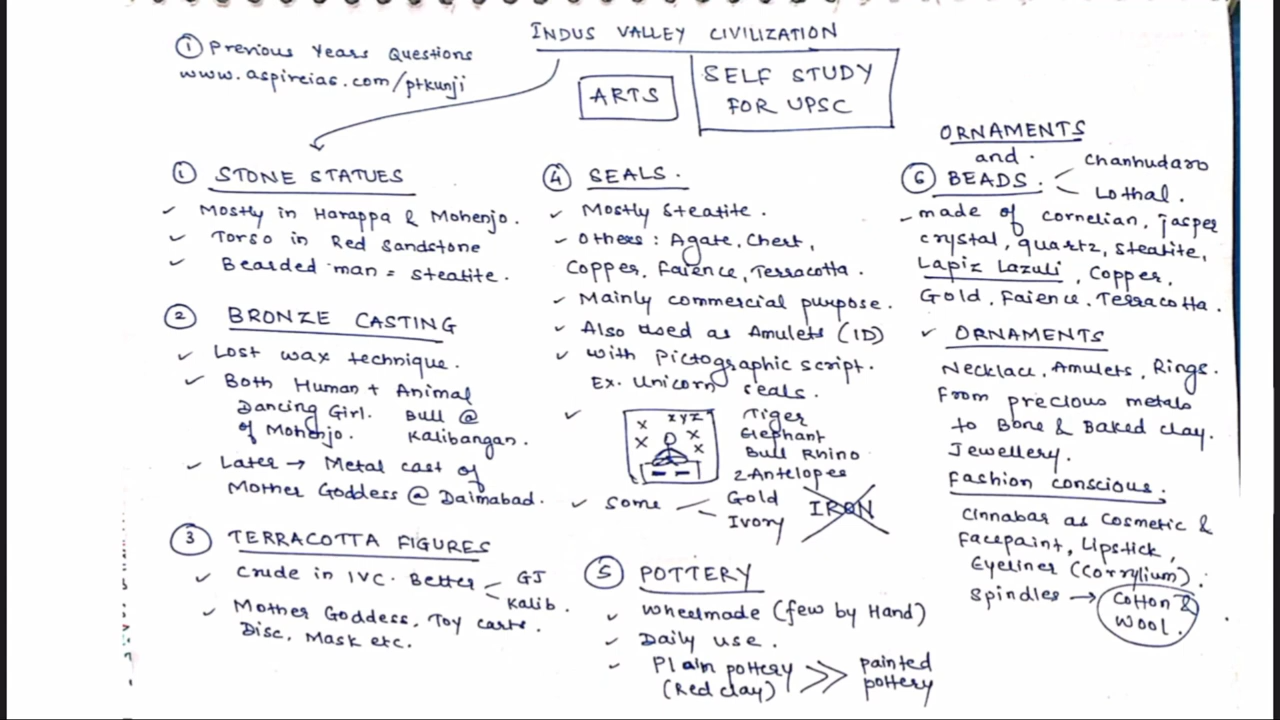 INDUS VALLEY CIVILIZATION
① Previous Years Questions
www.aspireias.com/ptkunji
ARTS
SELF STUDY
FOR UPSC
① STONE STATUES
✓ Mostly in Harappa & Mohenjo.
✓ Torso in Red Sandstone
✓ Bearded man = steatite.
② BRONZE CASTING
✓ Lost wax technique.
✓ Both Human + Animal
Dancing Girl of Mohenjo.
Bull @ Kalibangan.
✓ Later → Metal cast of
Mother Goddess @ Daimabad.
③ TERRACOTTA FIGURES
✓ Crude in IVC. Better < GJ
Kalib.
✓ Mother Goddess, Toy carts.
Disc, Mask etc.
④ SEALS.
✓ Mostly Steatite.
✓ Others: Agate, Chert,
Copper, Faience, Terracotta.
✓ Mainly commercial purpose.
✓ Also used as Amulets (ID)
✓ with Pictographic script.
Ex. Unicorn seals.
✓ x y z
x x
x x
Tiger
Elephant
Bull Rhino
2-Antelopes
✓ Some < Gold
Ivory
IRON
⑤ POTTERY
✓ Wheelmade (few by Hand)
✓ Daily use.
✓ Plain pottery >> painted
(Red clay) pottery
ORNAMENTS
and.
⑥ BEADS. < Chanhudaro
Lothal.
✓ made of cornelian, jasper
crystal, quartz, steatite,
Lapiz Lazuli, Copper,
Gold, Faience, Terracotta.
✓ ORNAMENTS
Necklace, Amulets, Rings.
From precious metals
to Bone & Baked clay.
Jewellery.
Fashion conscious.
Cinnabar as Cosmetic &
Facepaint, Lipstick,
Eyeliner (Corrylium).
Spindles → Cotton &
Wool.